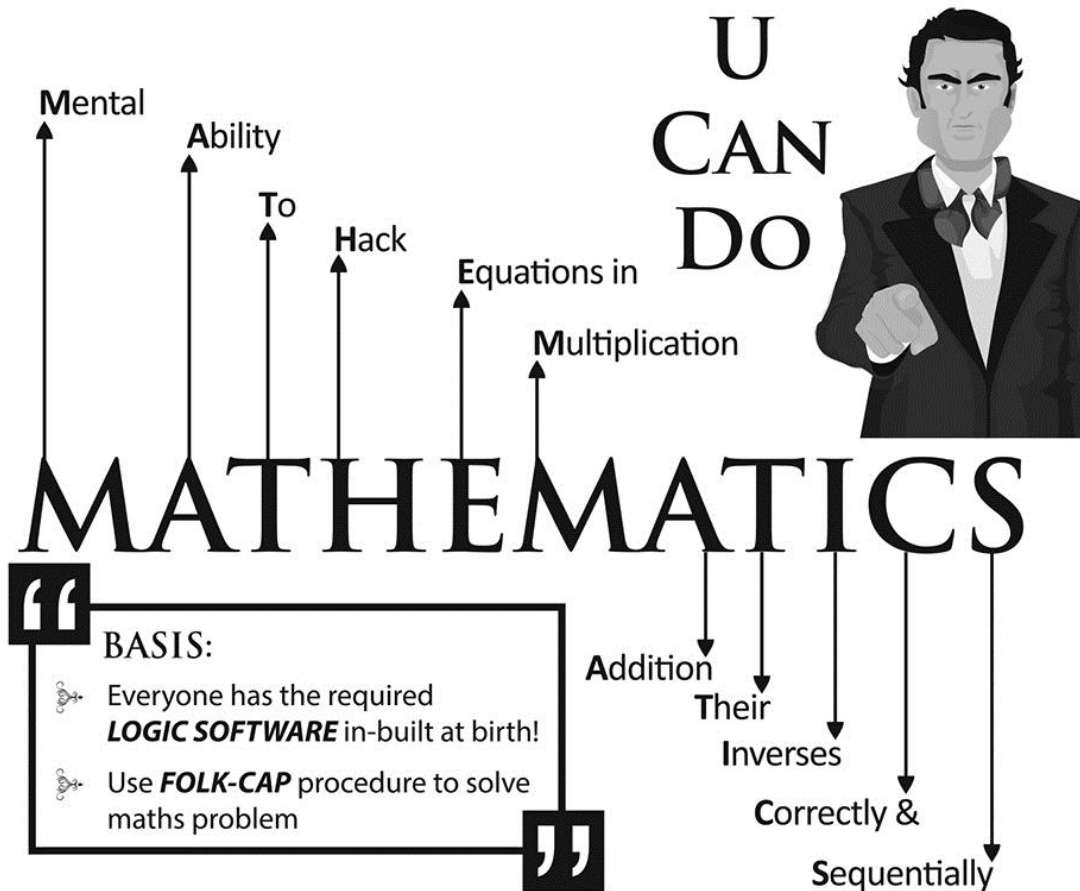 U
CAN
DO
Mental
Ability
To
Hack
Equations in
Multiplication
MATHEMATICS
Addition
Their
Inverses
Correctly &
Sequentially
“
BASIS:
Everyone has the required
LOGIC SOFTWARE in-built at birth!
Use FOLK-CAP procedure to solve
maths problem
”